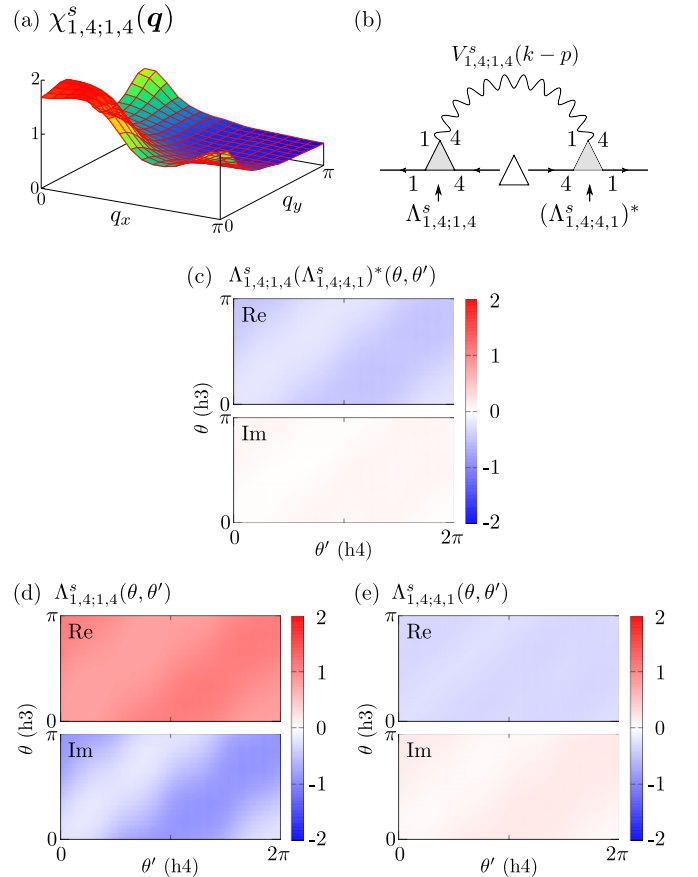 (a) χ^s_{1,4;1,4}(q)
2
1
0
0
q_x
π
0
q_y
π
(b)
V^s_{1,4;1,4}(k − p)
1 4
1 4
1 4
4 1
Λ^s_{1,4;1,4}
(Λ^s_{1,4;4,1})*
(c) Λ^s_{1,4;1,4}(Λ^s_{1,4;4,1})*(θ, θ′)
π
Re
0
π
Im
0
θ (h3)
0
θ′ (h4)
2π
2
1
0
-1
-2
(d) Λ^s_{1,4;1,4}(θ, θ′)
π
Re
0
π
Im
0
θ (h3)
0
θ′ (h4)
2π
2
1
0
-1
-2
(e) Λ^s_{1,4;4,1}(θ, θ′)
π
Re
0
π
Im
0
θ (h3)
0
θ′ (h4)
2π
2
1
0
-1
-2